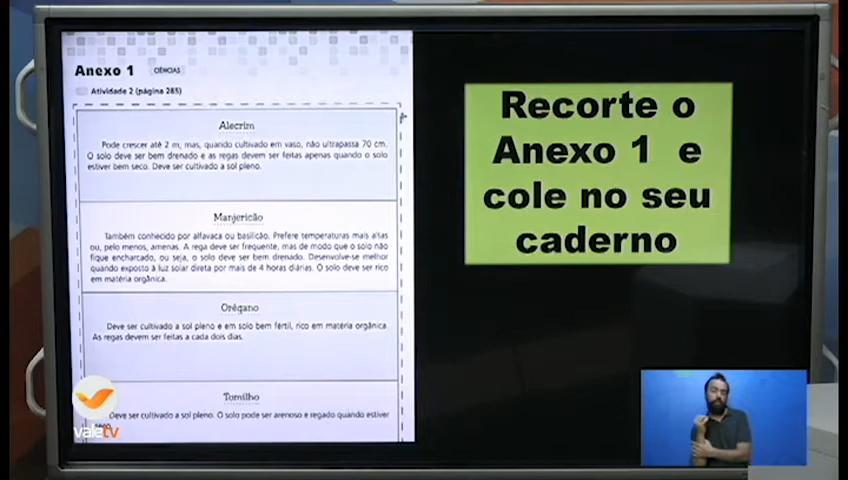 Anexo 1 CIÊNCIAS
Atividade 2 (página 285)
Alecrim
Pode crescer até 2 m, mas, quando cultivado em vaso, não ultrapassa 70 cm.
O solo deve ser bem drenado e as regas devem ser feitas apenas quando o solo
estiver bem seco. Deve ser cultivado a sol pleno.
Manjericão
Também conhecido por alfavaca ou basilicão. Prefere temperaturas mais altas
ou, pelo menos, amenas. A rega deve ser frequente, mas de modo que o solo não
fique encharcado, ou seja, o solo deve ser bem drenado. Desenvolve-se melhor
quando exposto à luz solar direta por mais de 4 horas diárias. O solo deve ser rico
em matéria orgânica.
Orégano
Deve ser cultivado a sol pleno e em solo bem fértil, rico em matéria orgânica.
As regas devem ser feitas a cada dois dias.
Tomilho
Deve ser cultivado a sol pleno. O solo pode ser arenoso e regado quando estiver
seco.
valetv
Recorte o
Anexo 1 e
cole no seu
caderno